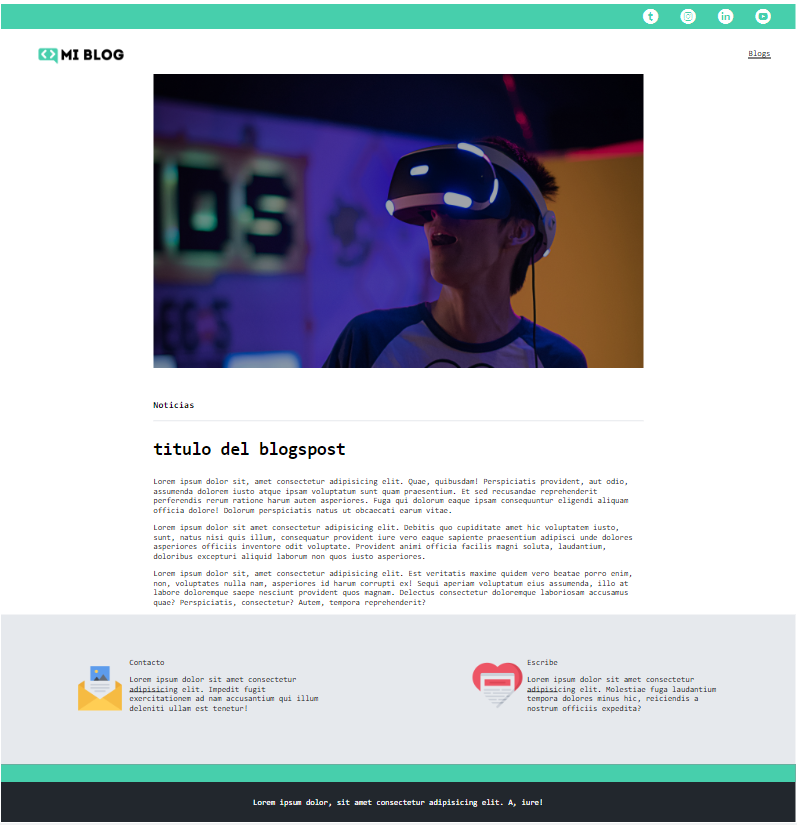 MI BLOG
Blogs
Noticias
titulo del blogspost
Lorem ipsum dolor sit, amet consectetur adipisicing elit. Quae, quibusdam! Perspiciatis provident, aut odio,
assumenda dolorem iusto atque ipsam voluptatum sunt quam praesentium. Et sed recusandae reprehenderit
perferendis rerum ratione harum autem asperiores. Fuga qui dolorum eaque ipsam consequuntur eligendi aliquam
officia dolore! Dolorum perspiciatis natus ut obcaecati earum vitae.
Lorem ipsum dolor sit amet consectetur adipisicing elit. Debitis quo cupiditate amet hic voluptatem iusto,
sunt, natus nisi quis illum, consequatur provident iure vero eaque sapiente praesentium adipisci unde dolores
asperiores officiis inventore odit voluptate. Provident animi officia facilis magni soluta, laudantium,
doloribus excepturi aliquid laborum non quos iusto asperiores.
Lorem ipsum dolor sit, amet consectetur adipisicing elit. Est veritatis maxime quidem vero beatae porro enim,
non, voluptates nulla nam, asperiores id harum corrupti ex! Sequi aperiam voluptatum eius assumenda, illo at
labore doloremque saepe nesciunt provident quos magnam. Delectus consectetur doloremque laboriosam accusamus
quae? Perspiciatis, consectetur? Autem, tempora reprehenderit?
Contacto
Lorem ipsum dolor sit amet consectetur
adipisicing elit. Impedit fugit
exercitationem ad nam accusantium qui illum
deleniti ullam est tenetur!
Escribe
Lorem ipsum dolor sit amet consectetur
adipisicing elit. Molestiae fuga laudantium
tempora dolores minus hic, reiciendis a
nostrum officiis expedita?
Lorem ipsum dolor, sit amet consectetur adipisicing elit. A, iure!